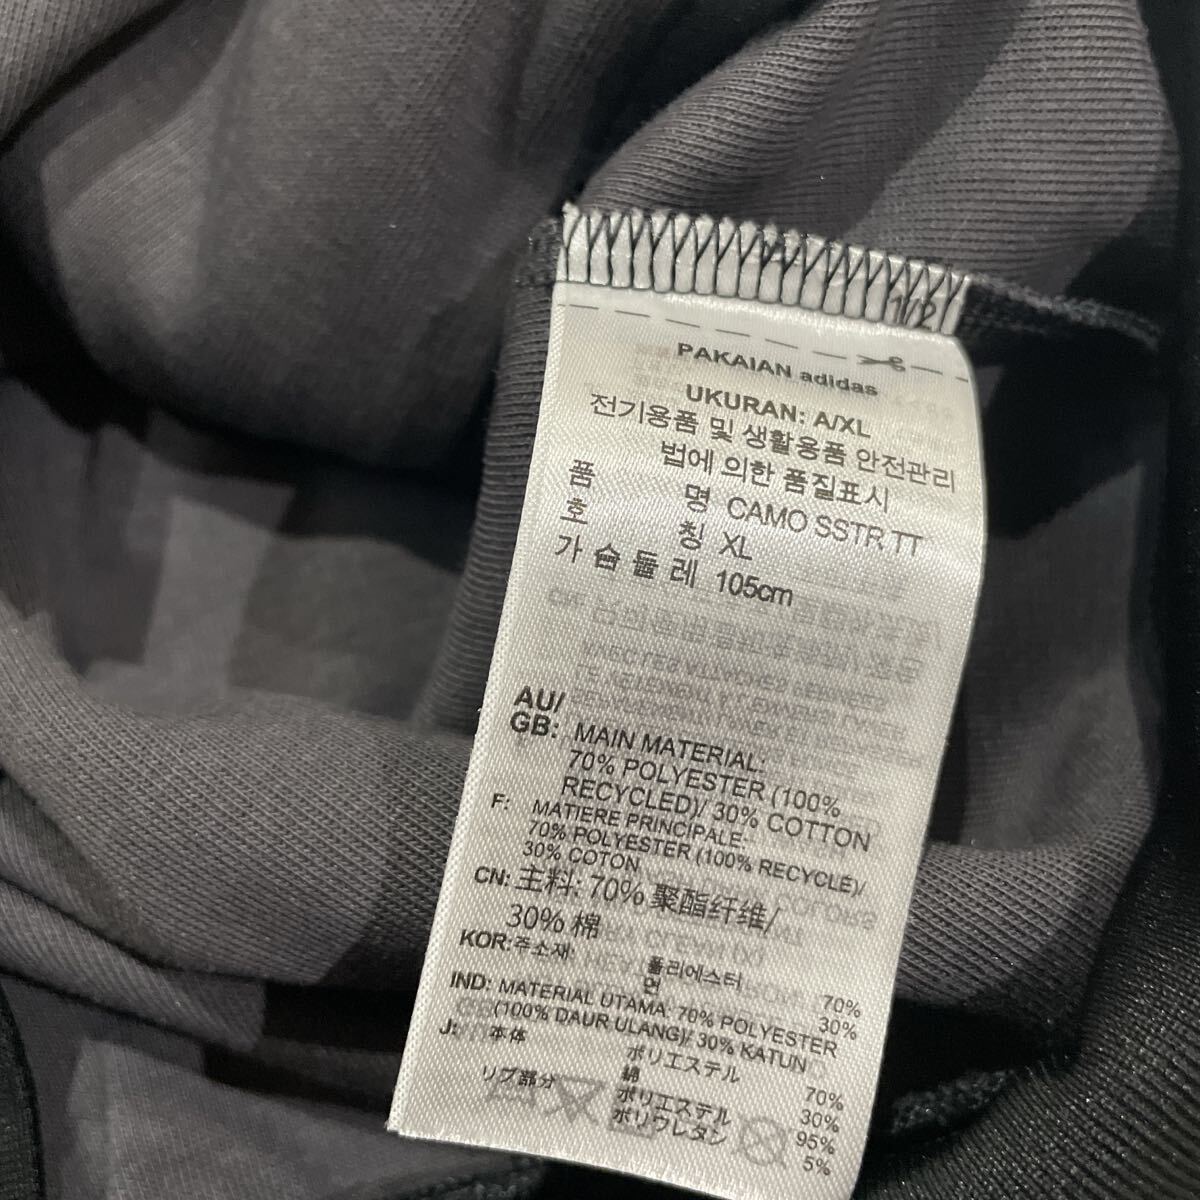 1/2
PAKAIAN adidas
UKURAN: A/XL
전기용품 및 생활용품 안전관리
법에 의한 품질표시
품 명 CAMO SSTR TT
호 칭 XL
가 슴 둘 레 105cm
AU/
GB: MAIN MATERIAL:
70% POLYESTER (100%
RECYCLED)/ 30% COTTON
F: MATIERE PRINCIPALE:
70% POLYESTER (100% RECYCLÉ)/
30% COTON
CN: 主料: 70% 聚酯纤维/
30% 棉
KOR: 주소재: 폴리에스터 70%
면 30%
IND: MATERIAL UTAMA: 70% POLYESTER
(100% DAUR ULANG)/ 30% KATUN
J: 本体 ポリエステル 70%
綿 30%
リブ部分 ポリエステル 95%
ポリウレタン 5%